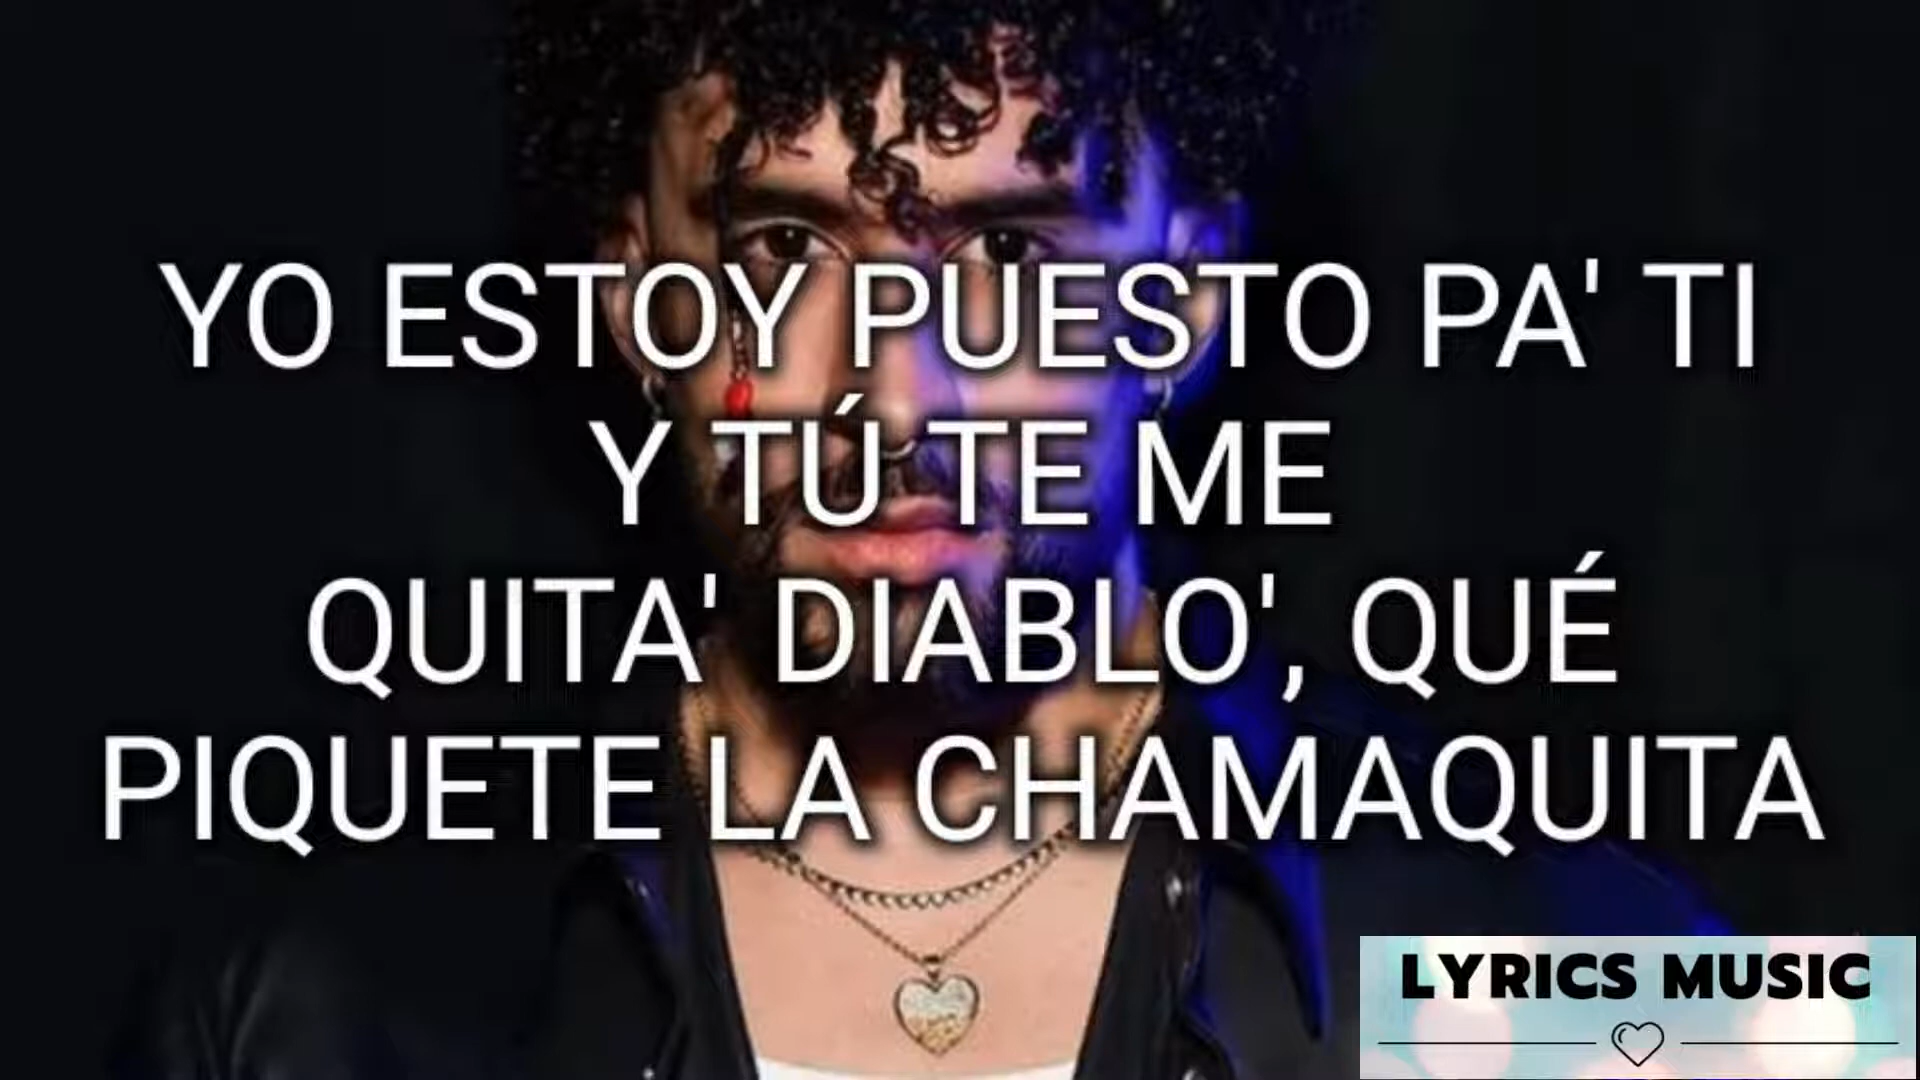 YO ESTOY PUESTO PA' TI
Y TÚ TE ME
QUITA' DIABLO', QUÉ
PIQUETE LA CHAMAQUITA
LYRICS MUSIC